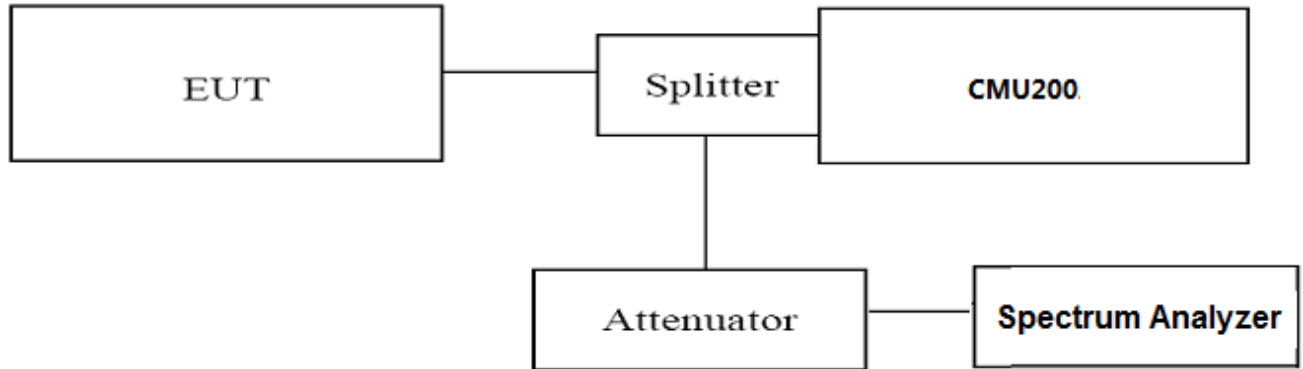 EUT
Splitter
CMU200
Attenuator
Spectrum Analyzer